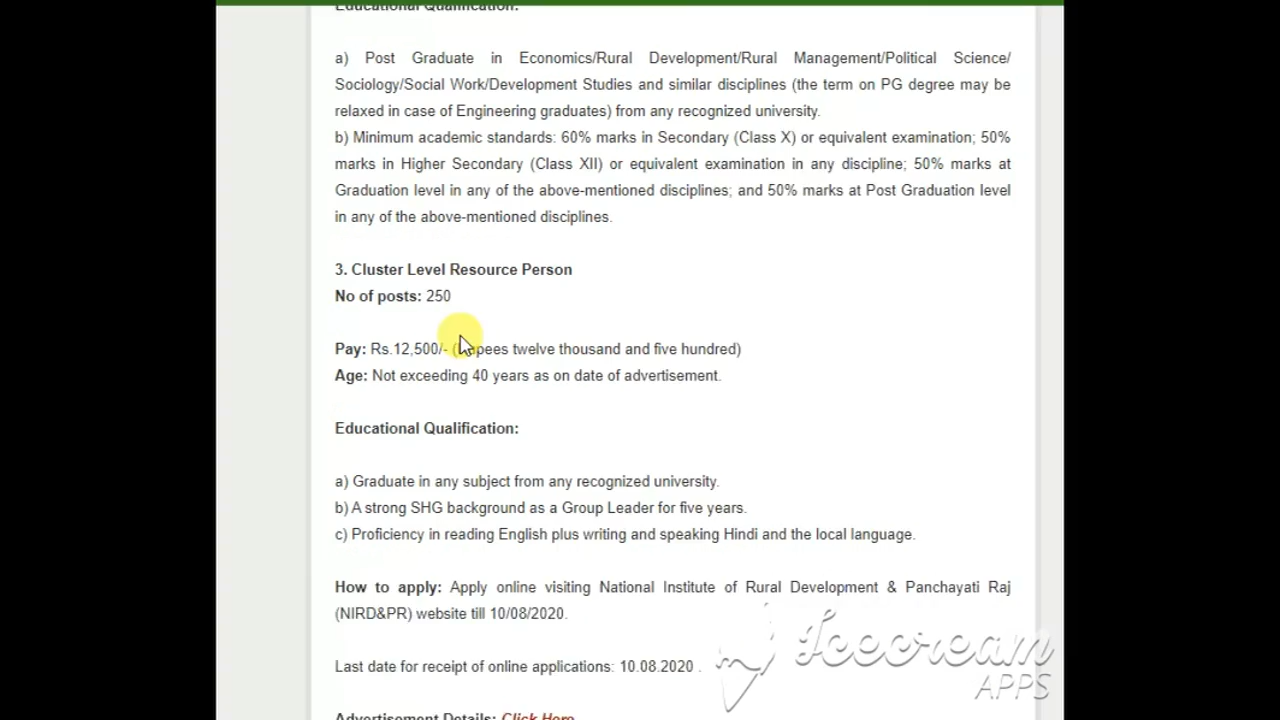 Educational Qualification:
a) Post Graduate in Economics/Rural Development/Rural Management/Political Science/
Sociology/Social Work/Development Studies and similar disciplines (the term on PG degree may be
relaxed in case of Engineering graduates) from any recognized university.
b) Minimum academic standards: 60% marks in Secondary (Class X) or equivalent examination; 50%
marks in Higher Secondary (Class XII) or equivalent examination in any discipline; 50% marks at
Graduation level in any of the above-mentioned disciplines; and 50% marks at Post Graduation level
in any of the above-mentioned disciplines.
3. Cluster Level Resource Person
No of posts: 250
Pay: Rs.12,500/- (Rupees twelve thousand and five hundred)
Age: Not exceeding 40 years as on date of advertisement.
Educational Qualification:
a) Graduate in any subject from any recognized university.
b) A strong SHG background as a Group Leader for five years.
c) Proficiency in reading English plus writing and speaking Hindi and the local language.
How to apply: Apply online visiting National Institute of Rural Development & Panchayati Raj
(NIRD&PR) website till 10/08/2020.
Last date for receipt of online applications: 10.08.2020 .
Icecream
APPS
Advertisement Details: Click Here